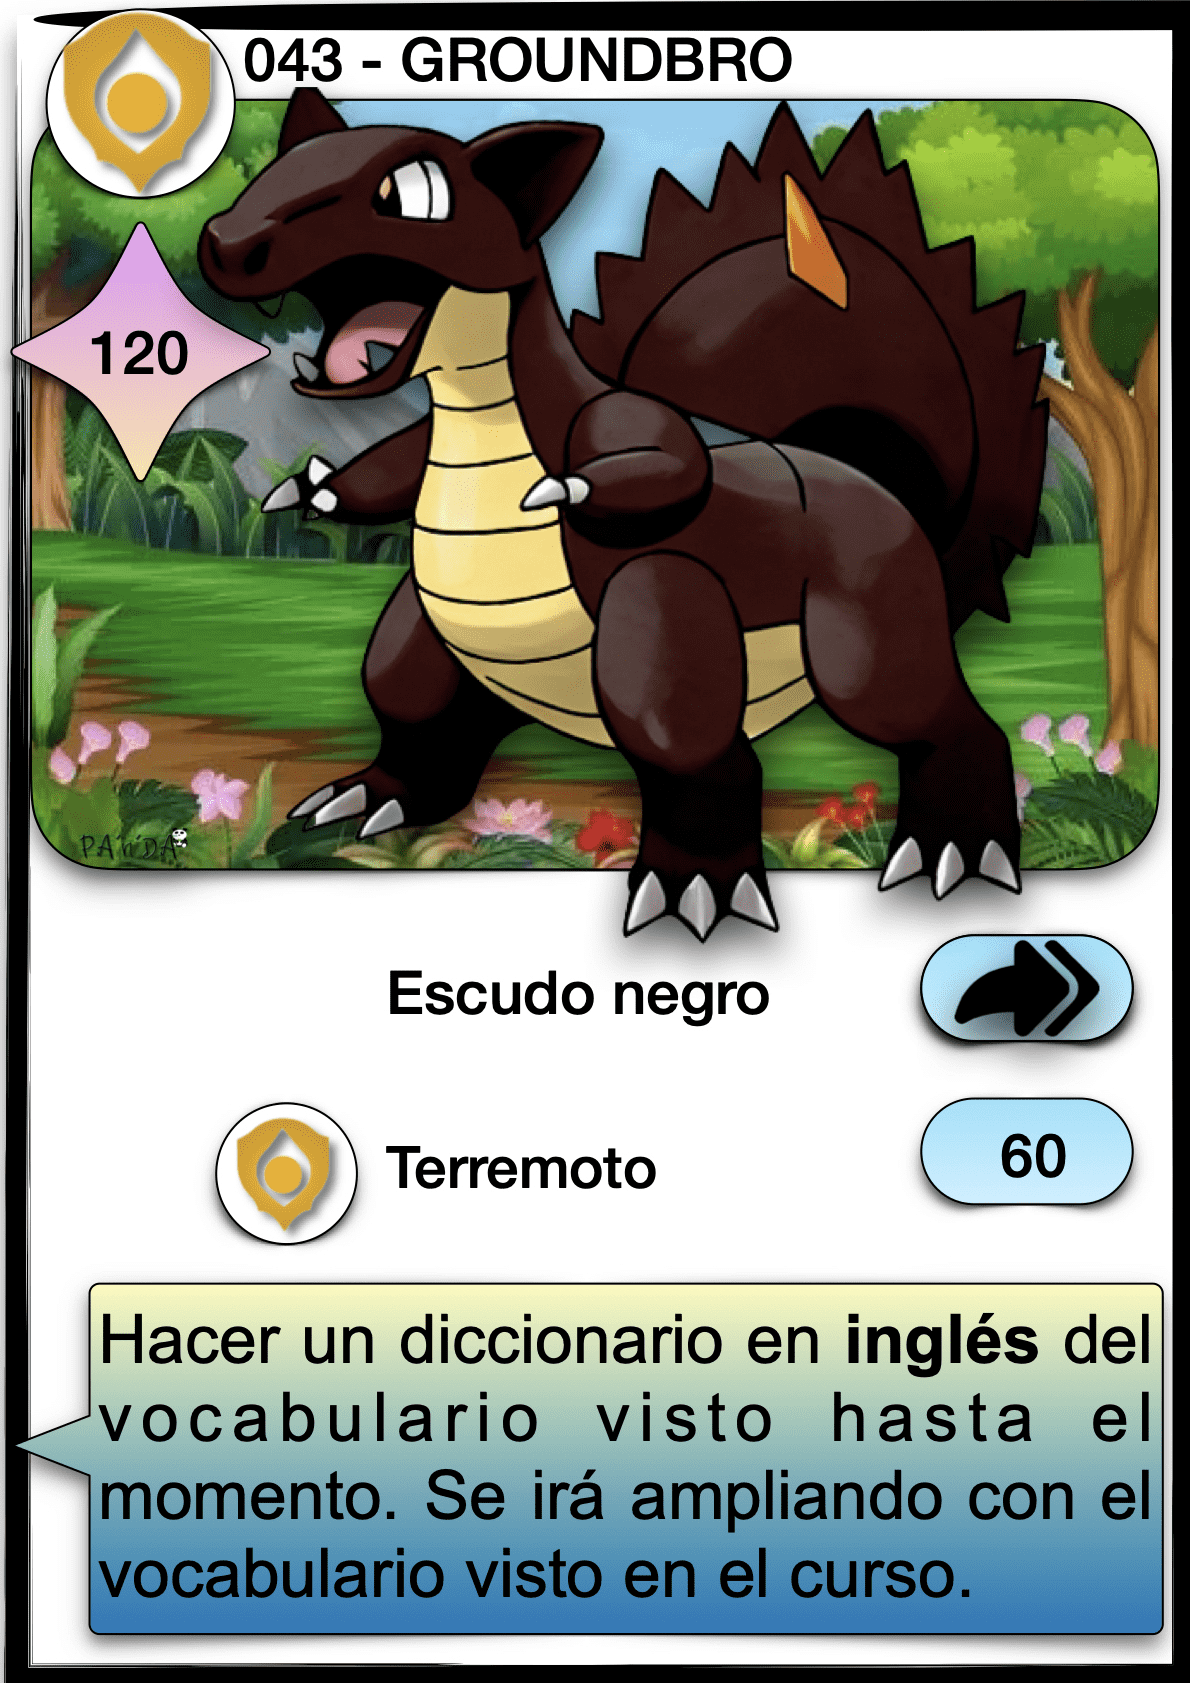 043 - GROUNDBRO
120
PANDA
Escudo negro
Terremoto
60
Hacer un diccionario en inglés del
vocabulario visto hasta el
momento. Se irá ampliando con el
vocabulario visto en el curso.